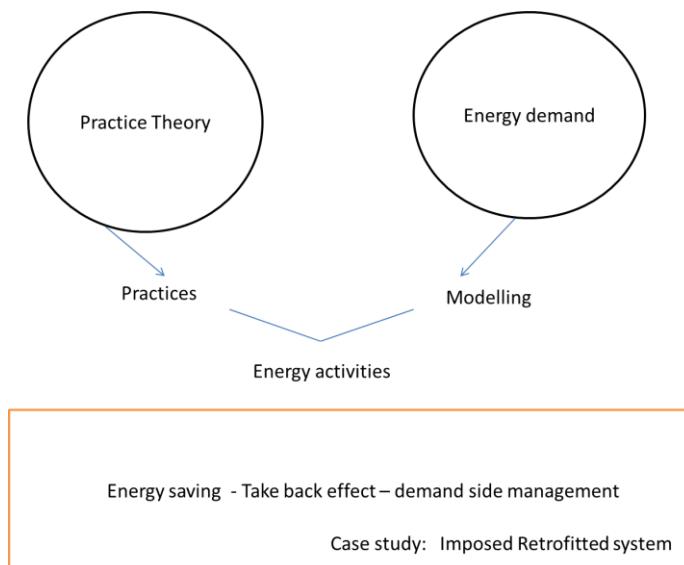 Practice Theory
Energy demand
Practices
Modelling
Energy activities
Energy saving  - Take back effect – demand side management
Case study:  Imposed Retrofitted system